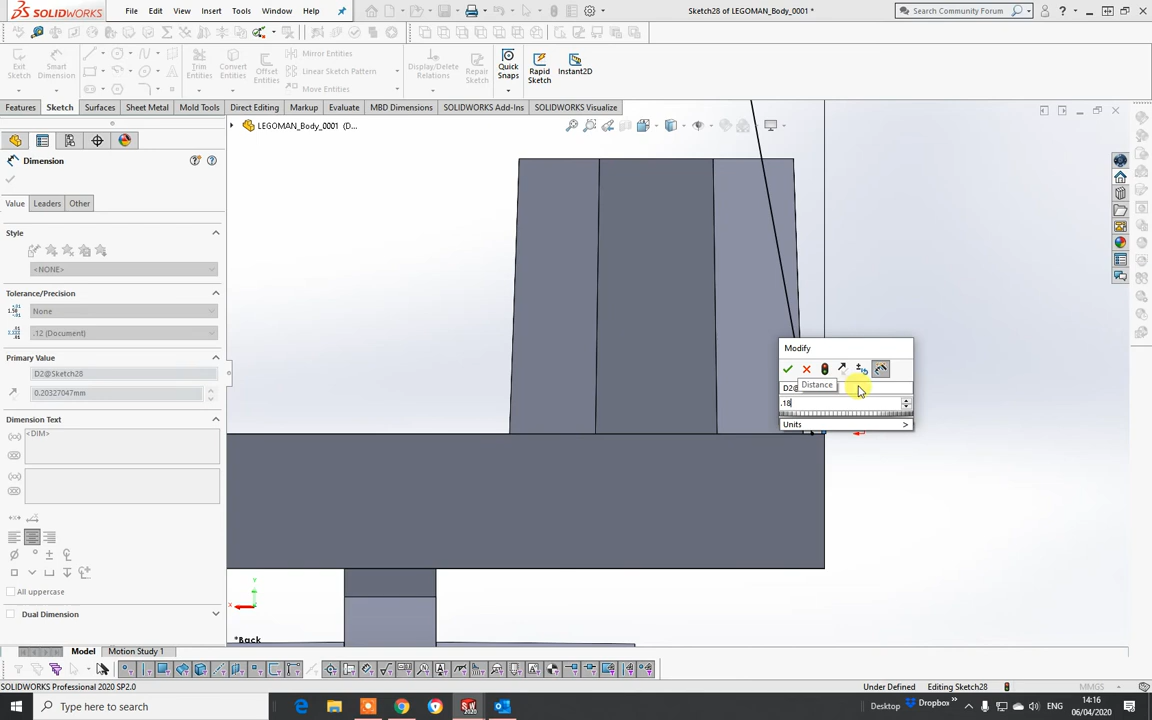 SOLIDWORKS File Edit View Insert Tools Window Help Sketch28 of LEGOMAN_Body_0001 * Search Community Forum
Exit Sketch Smart Dimension Trim Entities Convert Entities Offset Entities Mirror Entities Linear Sketch Pattern Move Entities Display/Delete Relations Repair Sketch Quick Snaps Rapid Sketch Instant2D
Features Sketch Surfaces Sheet Metal Mold Tools Direct Editing Markup Evaluate MBD Dimensions SOLIDWORKS Add-Ins SOLIDWORKS Visualize
LEGOMAN_Body_0001 (D...
Dimension
Value Leaders Other
Style
<NONE>
Tolerance/Precision
None
.12 (Document)
Primary Value
D2@Sketch28
0.20327047mm
Dimension Text
<DIM>
All uppercase
Dual Dimension
Modify
Distance
D2@
.18
Units >
Y
X
*Back
Model Motion Study 1
SOLIDWORKS Professional 2020 SP2.0 Under Defined Editing Sketch28 MMGS
Type here to search Desktop Dropbox ENG 14:16
06/04/2020